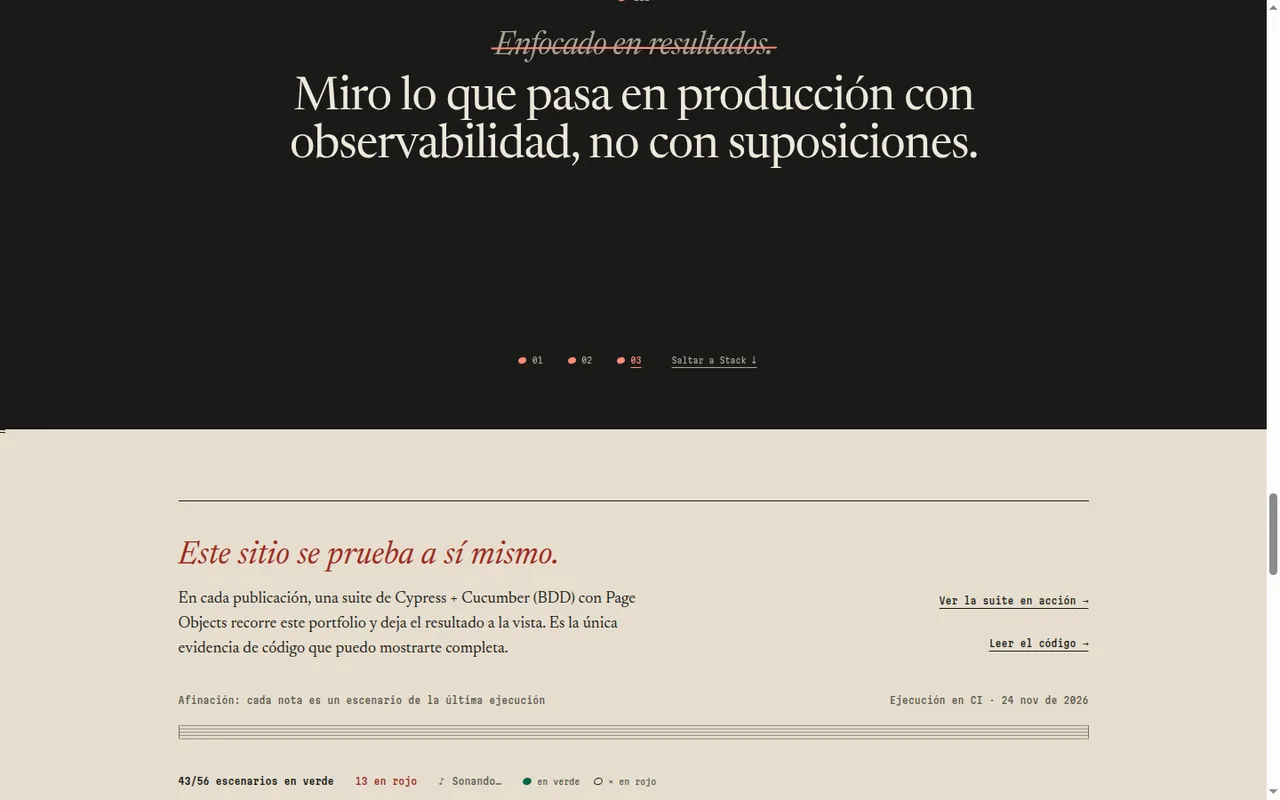 Enfocado en resultados.
Miro lo que pasa en producción con
observabilidad, no con suposiciones.
01 02 03 Saltar a Stack ↓
Este sitio se prueba a sí mismo.
En cada publicación, una suite de Cypress + Cucumber (BDD) con Page
Objects recorre este portfolio y deja el resultado a la vista. Es la única
evidencia de código que puedo mostrarte completa.
Ver la suite en acción →
Leer el código →
Afinación: cada nota es un escenario de la última ejecución
Ejecución en CI · 24 nov de 2026
43/56 escenarios en verde 13 en rojo ♪ Sonando… en verde × en rojo